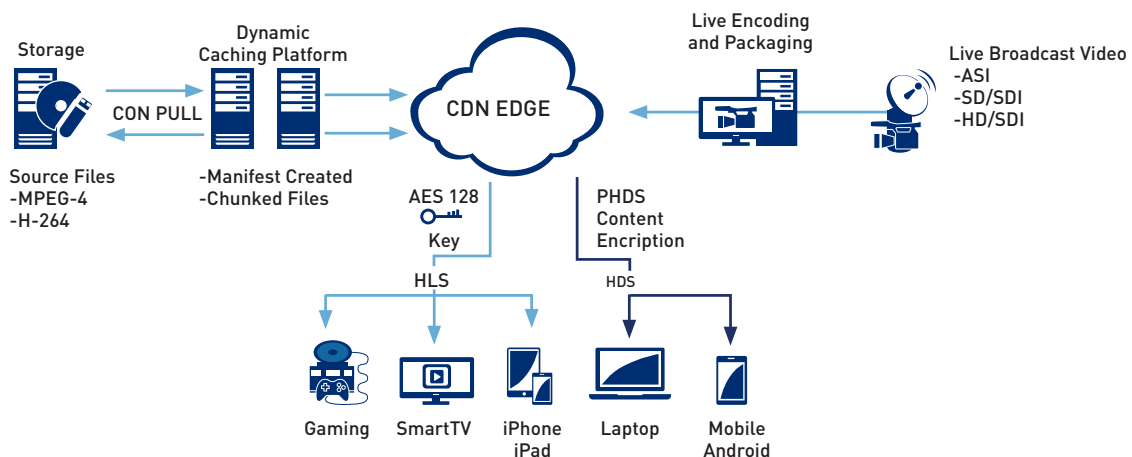 Storage
CON PULL
Source Files
-MPEG-4
-H-264
Dynamic
Caching Platform
-Manifest Created
-Chunked Files
CDN EDGE
Live Encoding
and Packaging
Live Broadcast Video
-ASI
-SD/SDI
-HD/SDI
AES 128
Key
HLS
PHDS
Content
Encription
HDS
Gaming
SmartTV
iPhone
iPad
Laptop
Mobile
Android